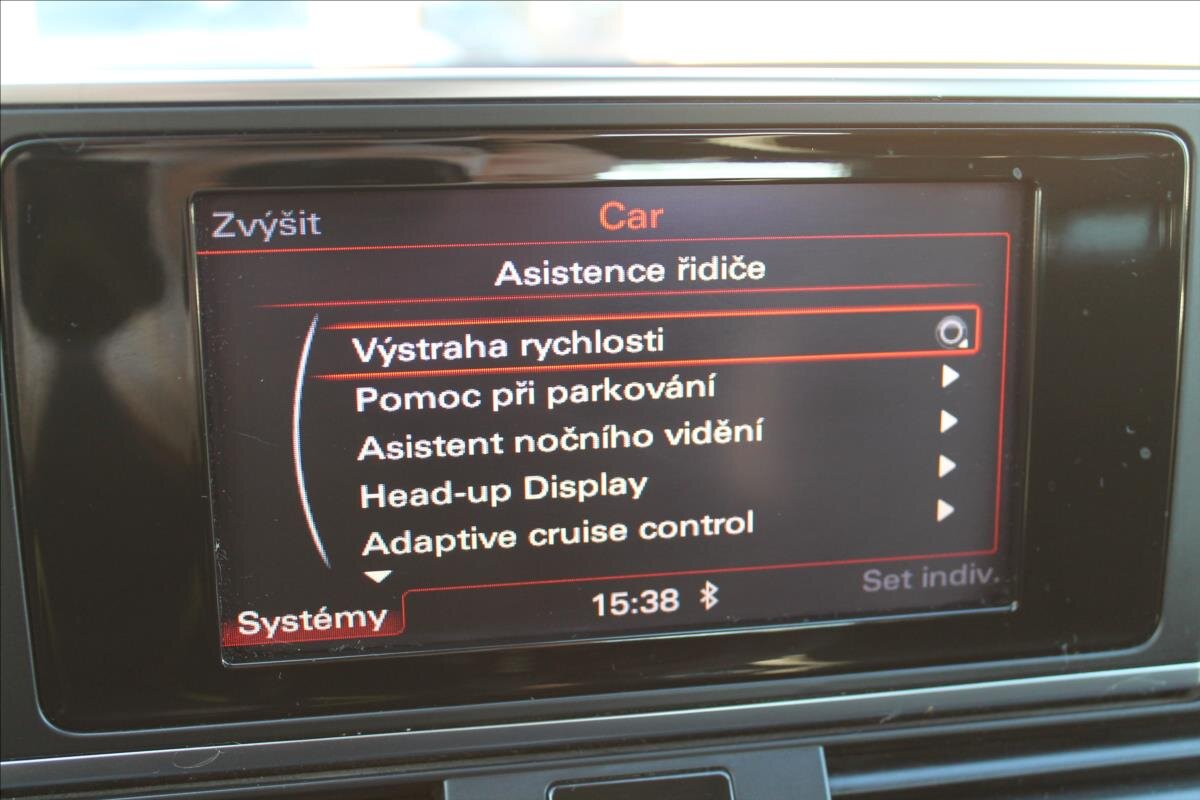 Zvýšit
Car
Asistence řidiče
Výstraha rychlosti
Pomoc při parkování
Asistent nočního vidění
Head-up Display
Adaptive cruise control
Set indiv.
Systémy
15:38